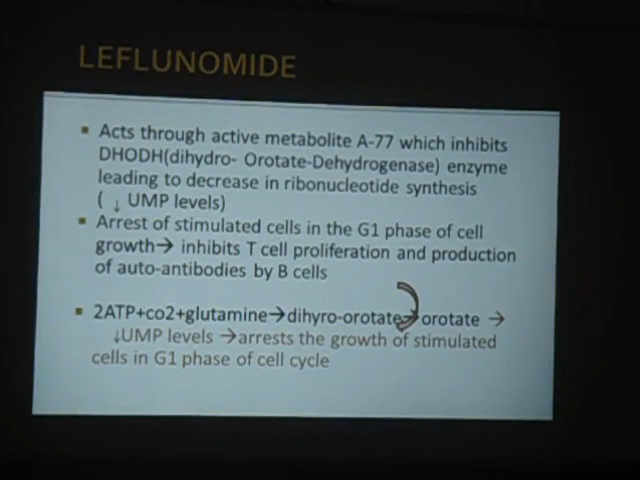 LEFLUNOMIDE
▪ Acts through active metabolite A-77 which inhibits
DHODH(dihydro- Orotate-Dehydrogenase) enzyme
leading to decrease in ribonucleotide synthesis
( ↓ UMP levels)
▪ Arrest of stimulated cells in the G1 phase of cell
growth→ inhibits T cell proliferation and production
of auto-antibodies by B cells
▪ 2ATP+co2+glutamine→dihyro-orotate→orotate →
↓UMP levels →arrests the growth of stimulated
cells in G1 phase of cell cycle